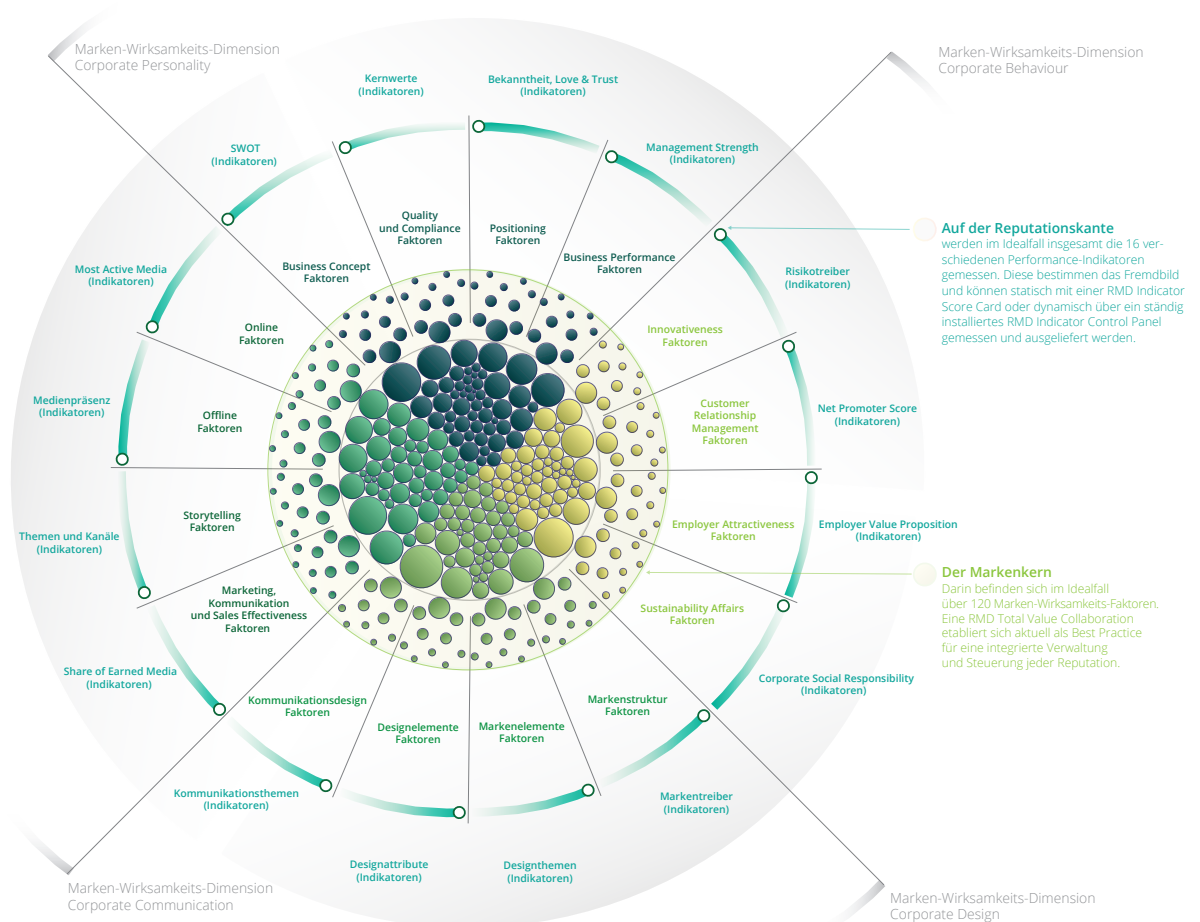 Marken-Wirksamkeits-Dimension
Corporate Personality
Marken-Wirksamkeits-Dimension
Corporate Behaviour
Kernwerte
(Indikatoren)
Bekanntheit, Love & Trust
(Indikatoren)
SWOT
(Indikatoren)
Management Strength
(Indikatoren)
Quality
und Compliance
Faktoren
Positioning
Faktoren
Business Concept
Faktoren
Business Performance
Faktoren
Most Active Media
(Indikatoren)
Risikotreiber
(Indikatoren)
Auf der Reputationskante
werden im Idealfall insgesamt die 16 ver-
schiedenen Performance-Indikatoren
gemessen. Diese bestimmen das Fremdbild
und können statisch mit einer RMD Indicator
Score Card oder dynamisch über ein ständig
installiertes RMD Indicator Control Panel
gemessen und ausgeliefert werden.
Online
Faktoren
Innovativeness
Faktoren
Medienpräsenz
(Indikatoren)
Offline
Faktoren
Customer
Relationship
Management
Faktoren
Net Promoter Score
(Indikatoren)
Themen und Kanäle
(Indikatoren)
Storytelling
Faktoren
Employer Attractiveness
Faktoren
Employer Value Proposition
(Indikatoren)
Der Markenkern
Darin befinden sich im Idealfall
über 120 Marken-Wirksamkeits-Faktoren.
Eine RMD Total Value Collaboration
etabliert sich aktuell als Best Practice
für eine integrierte Verwaltung
und Steuerung jeder Reputation.
Marketing,
Kommunikation
und Sales Effectiveness
Faktoren
Sustainability Affairs
Faktoren
Share of Earned Media
(Indikatoren)
Corporate Social Responsibility
(Indikatoren)
Kommunikationsdesign
Faktoren
Designelemente
Faktoren
Markenelemente
Faktoren
Markenstruktur
Faktoren
Kommunikationsthemen
(Indikatoren)
Markentreiber
(Indikatoren)
Designattribute
(Indikatoren)
Designthemen
(Indikatoren)
Marken-Wirksamkeits-Dimension
Corporate Communication
Marken-Wirksamkeits-Dimension
Corporate Design